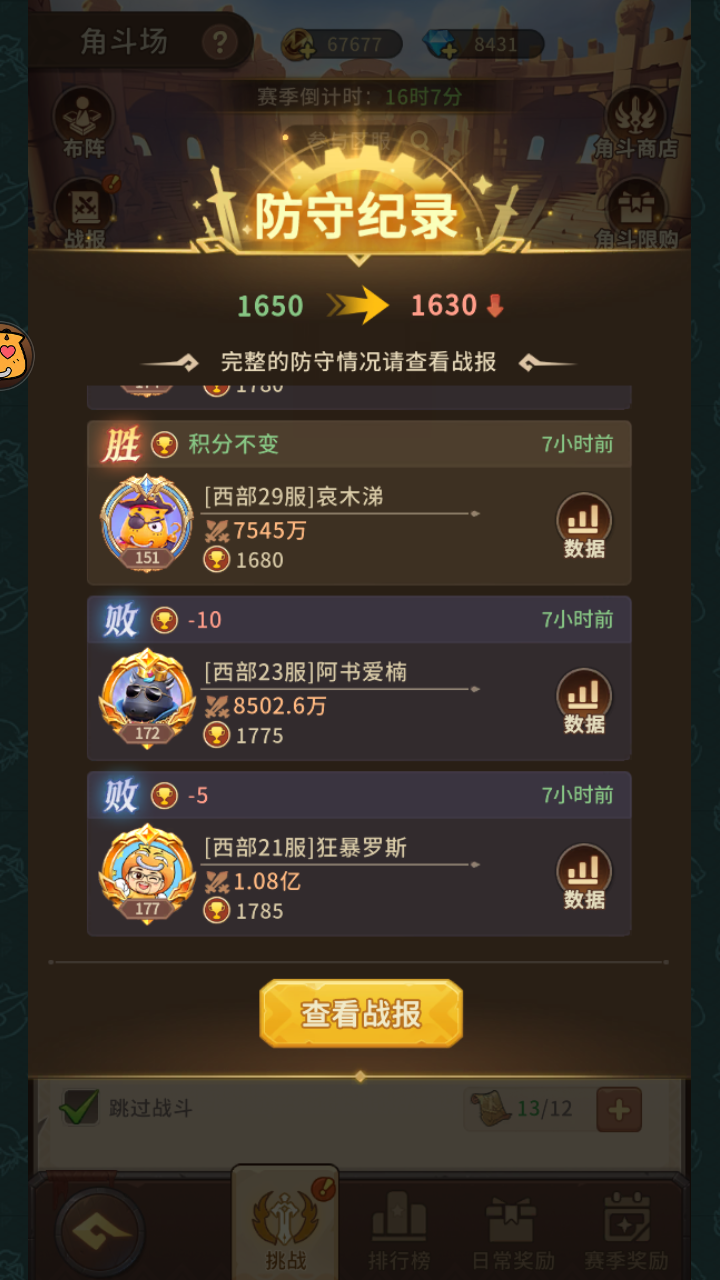 角斗场 ? 67677 8431
赛季倒计时：16时7分
布阵 参与区服 角斗商店
战报 角斗限购
防守纪录
1650 1630
完整的防守情况请查看战报
胜 积分不变 7小时前
[西部29服]哀木涕
7545万
151 1680 数据
败 -10 7小时前
[西部23服]阿书爱楠
8502.6万
172 1775 数据
败 -5 7小时前
[西部21服]狂暴罗斯
1.08亿
177 1785 数据
查看战报
跳过战斗 13/12
挑战 排行榜 日常奖励 赛季奖励